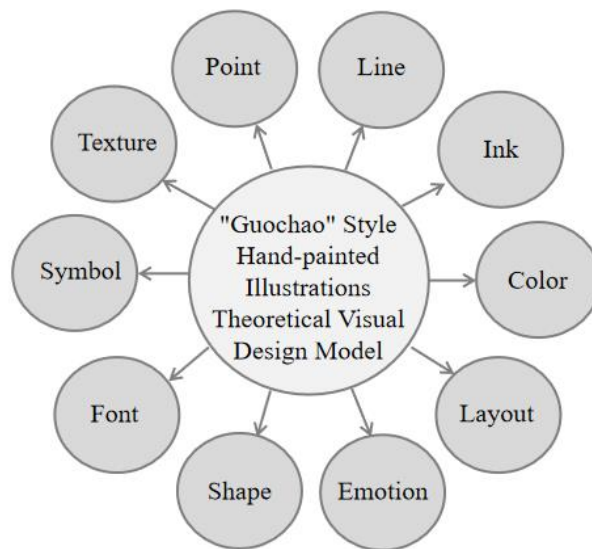 Point
Line
Texture
Ink
"Guochao" Style
Hand-painted
Illustrations
Theoretical Visual
Design Model
Symbol
Color
Font
Layout
Shape
Emotion